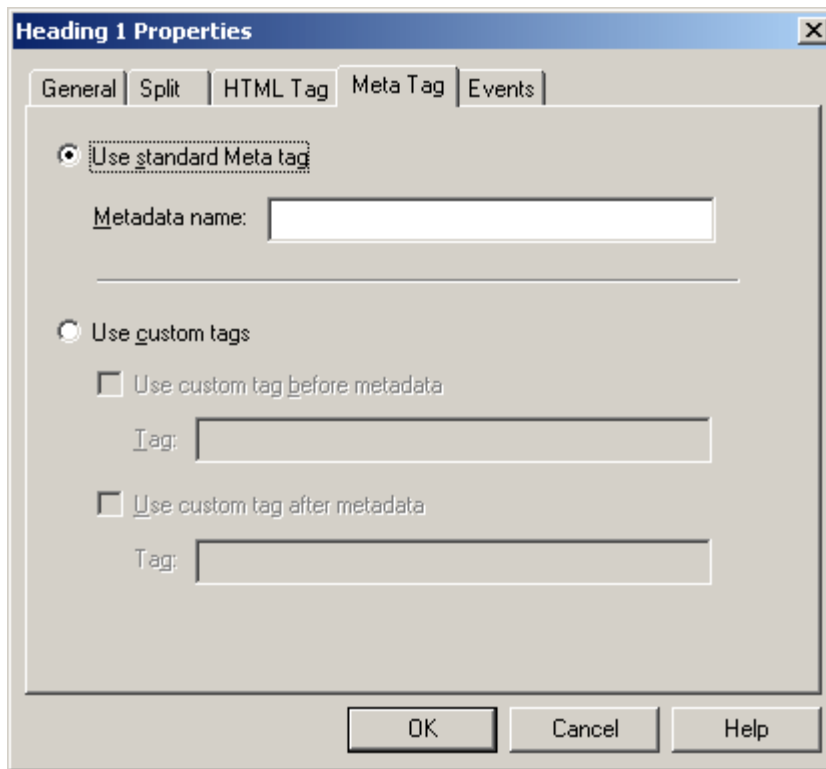 Heading 1 Properties
General Split HTML Tag Meta Tag Events
Use standard Meta tag
Metadata name:
Use custom tags
Use custom tag before metadata
Tag:
Use custom tag after metadata
Tag:
OK Cancel Help